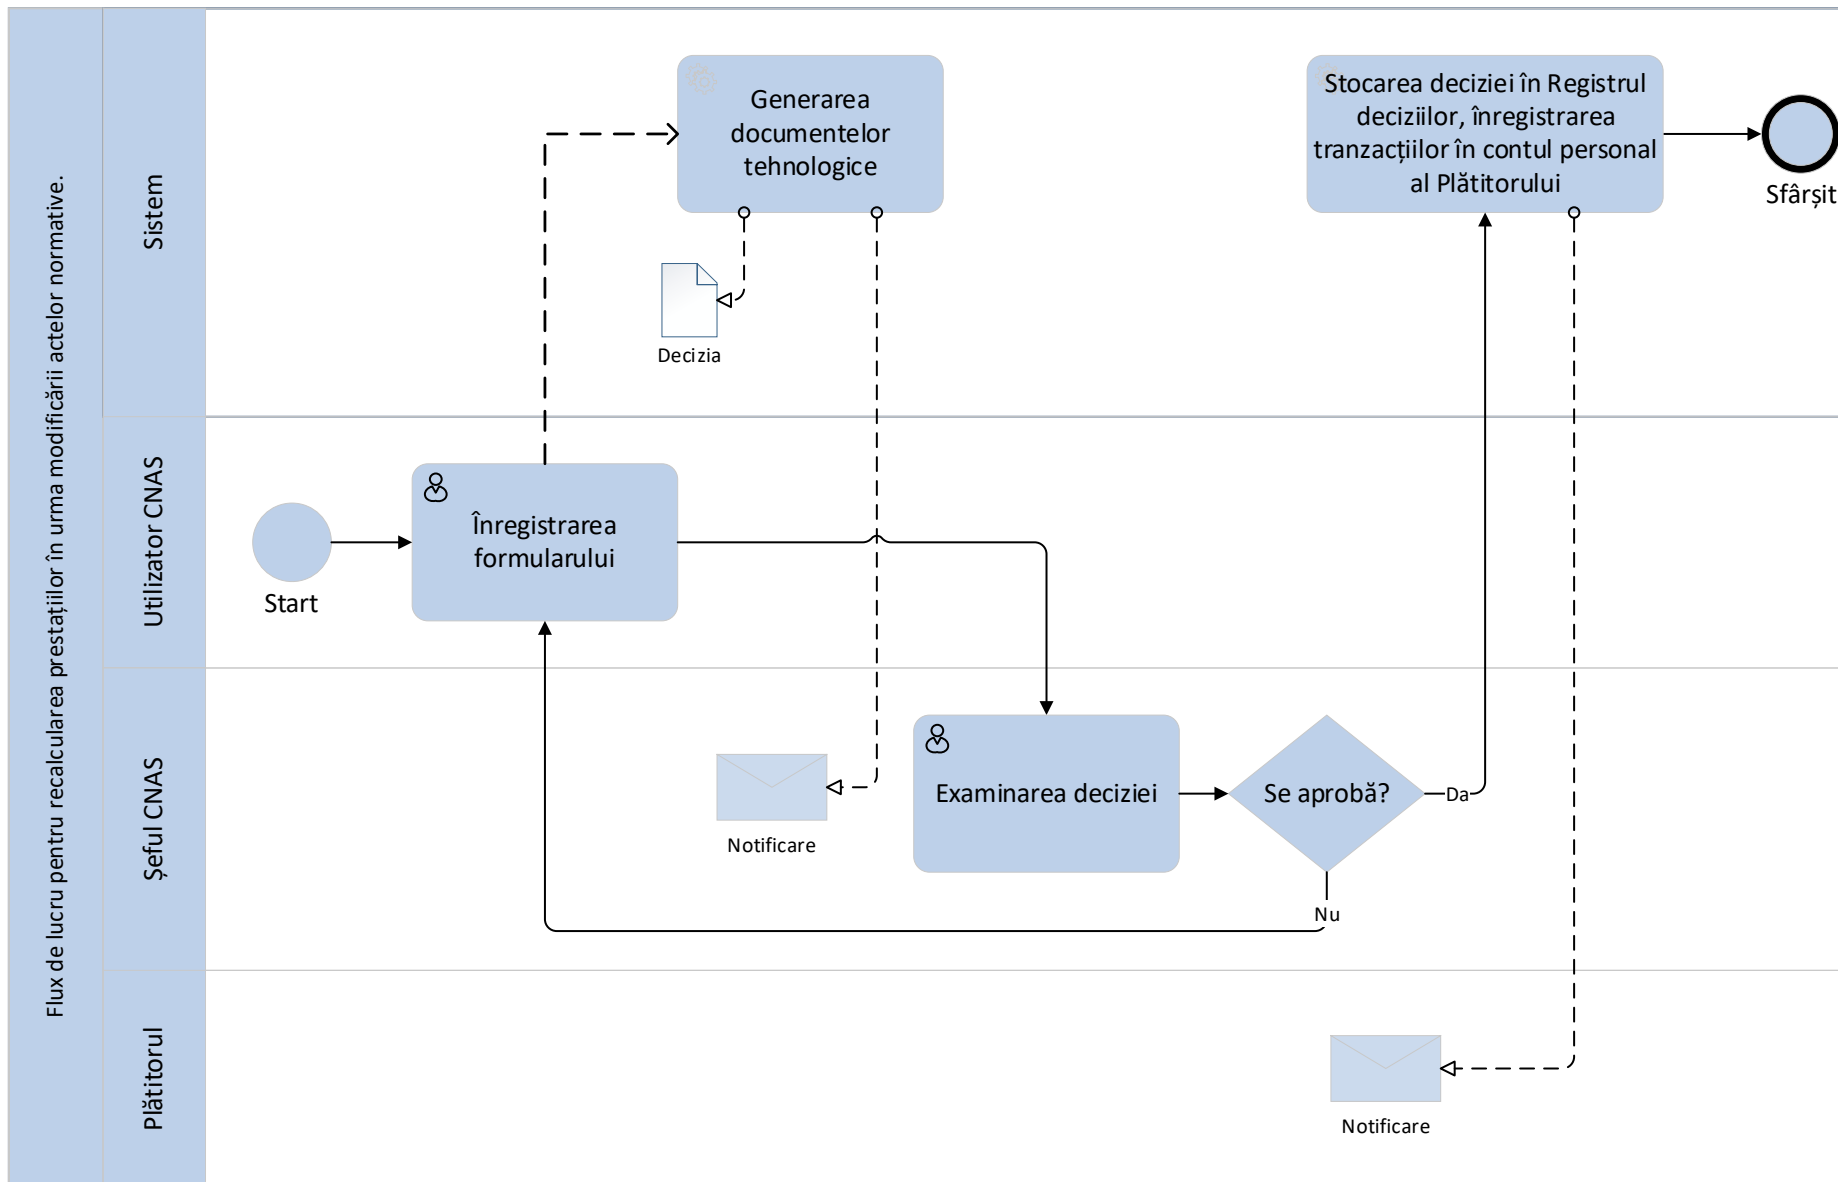 Flux de lucru pentru recalcularea prestațiilor în urma modificării actelor normative.
Sistem
Generarea
documentelor
tehnologice
Decizia
Stocarea deciziei în Registrul
deciziilor, înregistrarea
tranzacțiilor în contul personal
al Plătitorului
Sfârșit
Utilizator CNAS
Start
Înregistrarea
formularului
Șeful CNAS
Notificare
Examinarea deciziei
Se aprobă?
Da
Nu
Plătitorul
Notificare